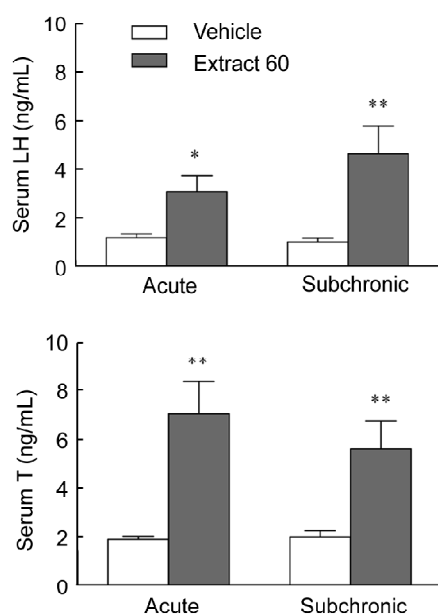 10
Vehicle
Extract 60
8
**
6
4
*
2
0
Serum LH (ng/mL)
Acute Subchronic
10
8
**
**
6
4
2
0
Serum T (ng/mL)
Acute Subchronic